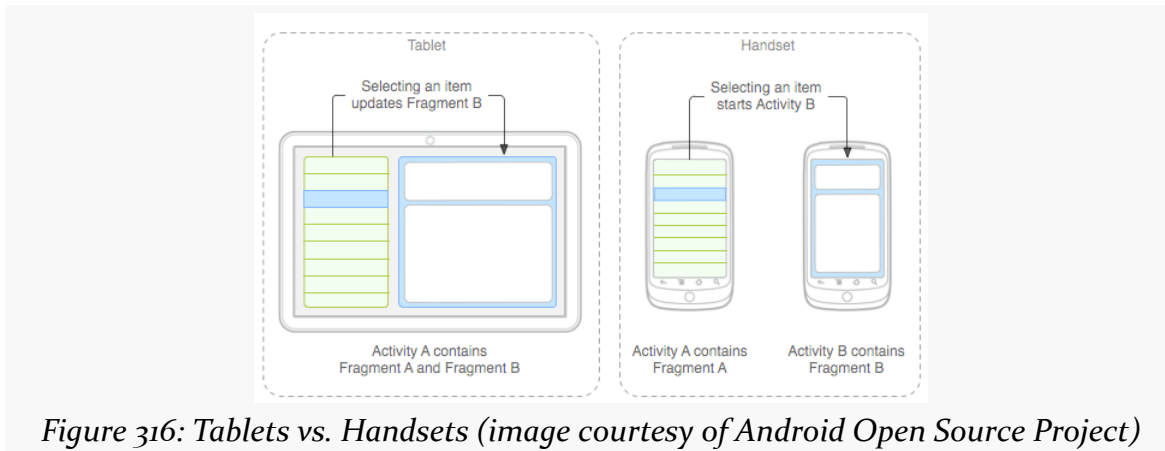 Tablet
Selecting an item
updates Fragment B
Activity A contains
Fragment A and Fragment B
Handset
Selecting an item
starts Activity B
Activity A contains
Fragment A
Activity B contains
Fragment B
Figure 316: Tablets vs. Handsets (image courtesy of Android Open Source Project)